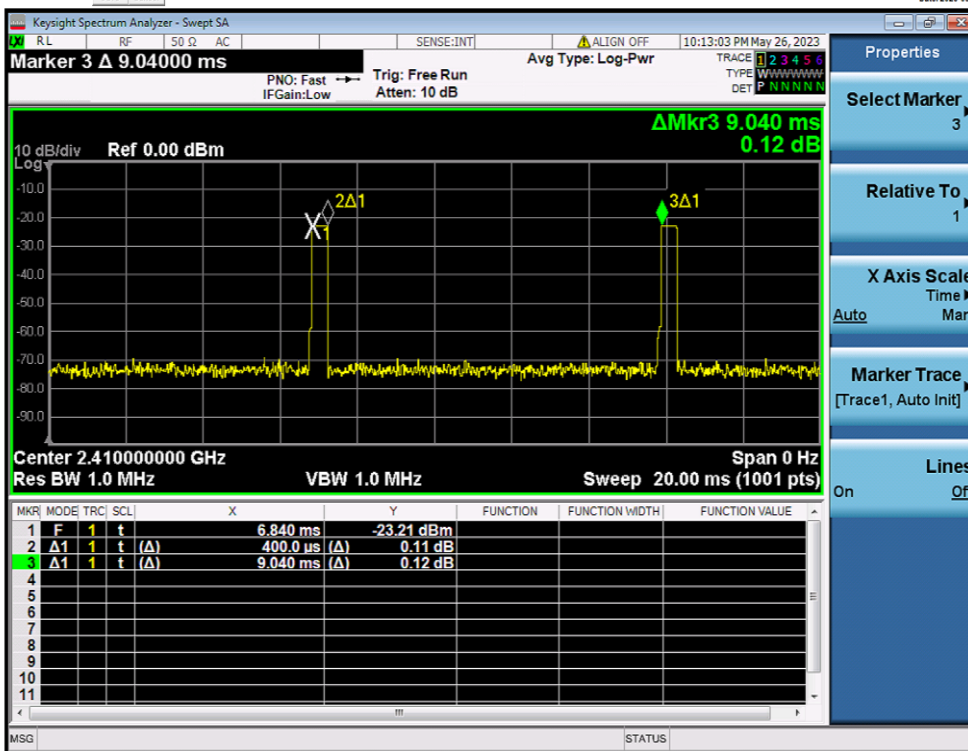 Keysight Spectrum Analyzer - Swept SA
LXI RL RF 50 Ω AC SENSE:INT ALIGN OFF 10:13:03 PM May 26, 2023
Marker 3 Δ 9.04000 ms
PNO: Fast
IFGain:Low
Trig: Free Run
Atten: 10 dB
Avg Type: Log-Pwr
TRACE 1 2 3 4 5 6
TYPE WWWWWW
DET P N N N N N
ΔMkr3 9.040 ms
0.12 dB
10 dB/div Ref 0.00 dBm
Log
-10.0
-20.0
-30.0
-40.0
-50.0
-60.0
-70.0
-80.0
-90.0
X1
2Δ1
3Δ1
Center 2.410000000 GHz Span 0 Hz
Res BW 1.0 MHz VBW 1.0 MHz Sweep 20.00 ms (1001 pts)
MKR MODE TRC SCL X Y FUNCTION FUNCTION WIDTH FUNCTION VALUE
1 F 1 t 6.840 ms -23.21 dBm
2 Δ1 1 t (Δ) 400.0 µs (Δ) 0.11 dB
3 Δ1 1 t (Δ) 9.040 ms (Δ) 0.12 dB
4
5
6
7
8
9
10
11
MSG STATUS
Properties
Select Marker
3
Relative To
1
X Axis Scale
Time
Auto Man
Marker Trace
[Trace1, Auto Init]
Lines
On Off